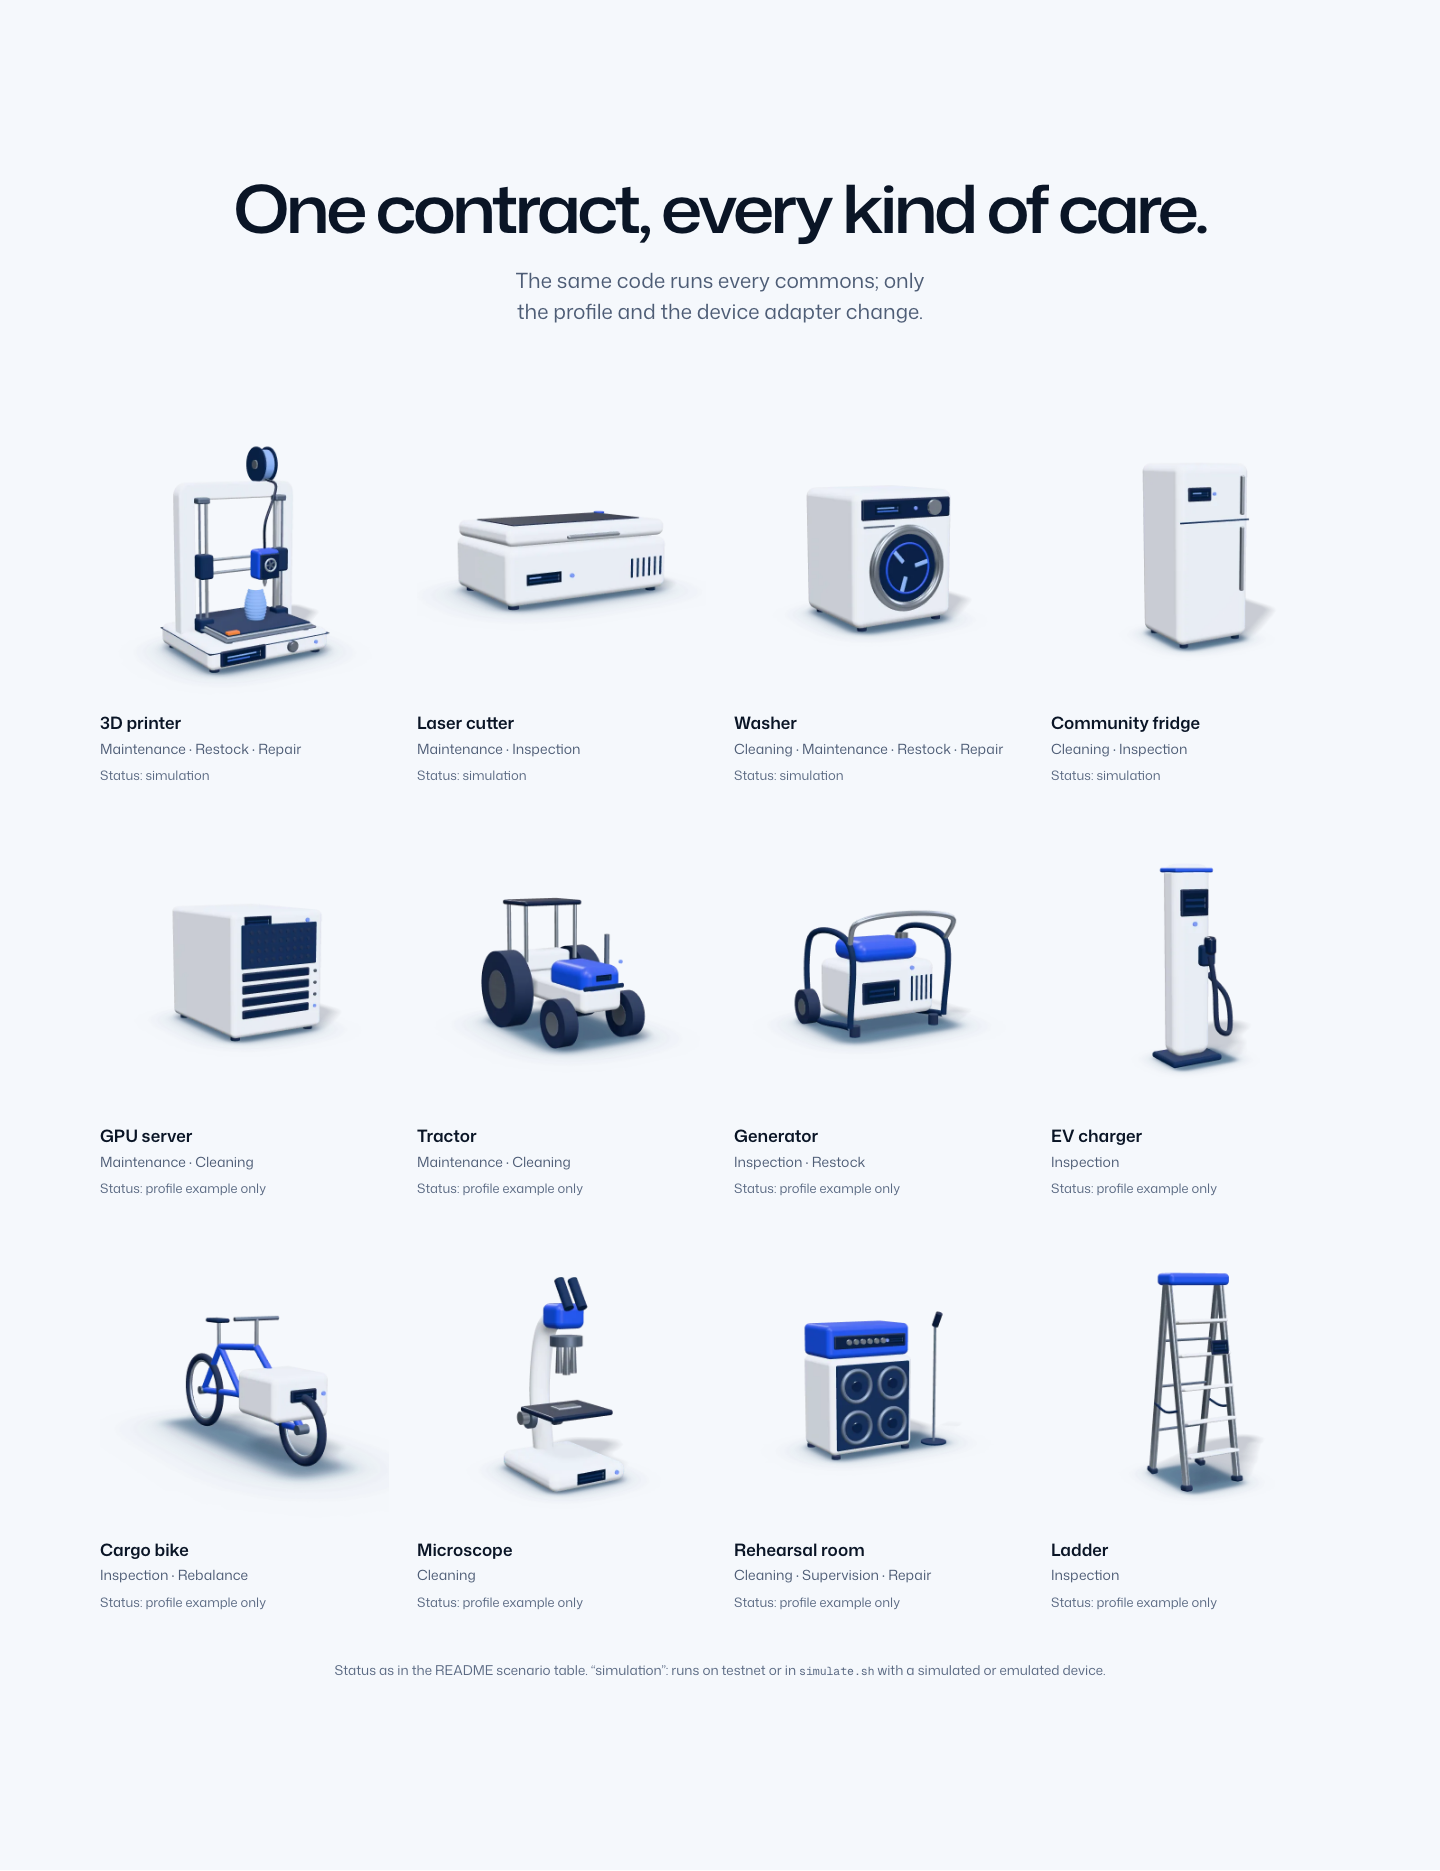 One contract, every kind of care.
The same code runs every commons; only
the profile and the device adapter change.
3D printer
Maintenance · Restock · Repair
Status: simulation
Laser cutter
Maintenance · Inspection
Status: simulation
Washer
Cleaning · Maintenance · Restock · Repair
Status: simulation
Community fridge
Cleaning · Inspection
Status: simulation
GPU server
Maintenance · Cleaning
Status: profile example only
Tractor
Maintenance · Cleaning
Status: profile example only
Generator
Inspection · Restock
Status: profile example only
EV charger
Inspection
Status: profile example only
Cargo bike
Inspection · Rebalance
Status: profile example only
Microscope
Cleaning
Status: profile example only
Rehearsal room
Cleaning · Supervision · Repair
Status: profile example only
Ladder
Inspection
Status: profile example only
Status as in the README scenario table. “simulation”: runs on testnet or in simulate.sh with a simulated or emulated device.